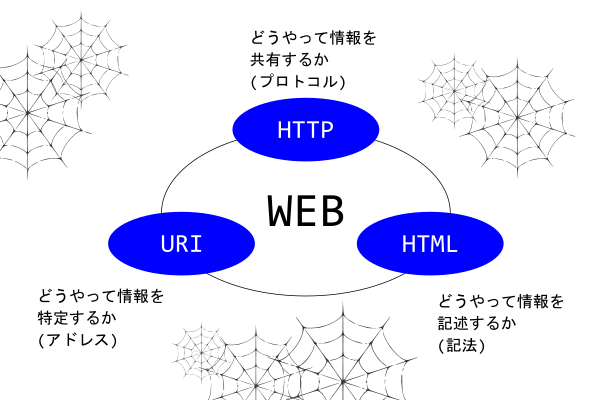 どうやって情報を
共有するか
(プロトコル)
HTTP
WEB
URI
HTML
どうやって情報を
特定するか
(アドレス)
どうやって情報を
記述するか
(記法)